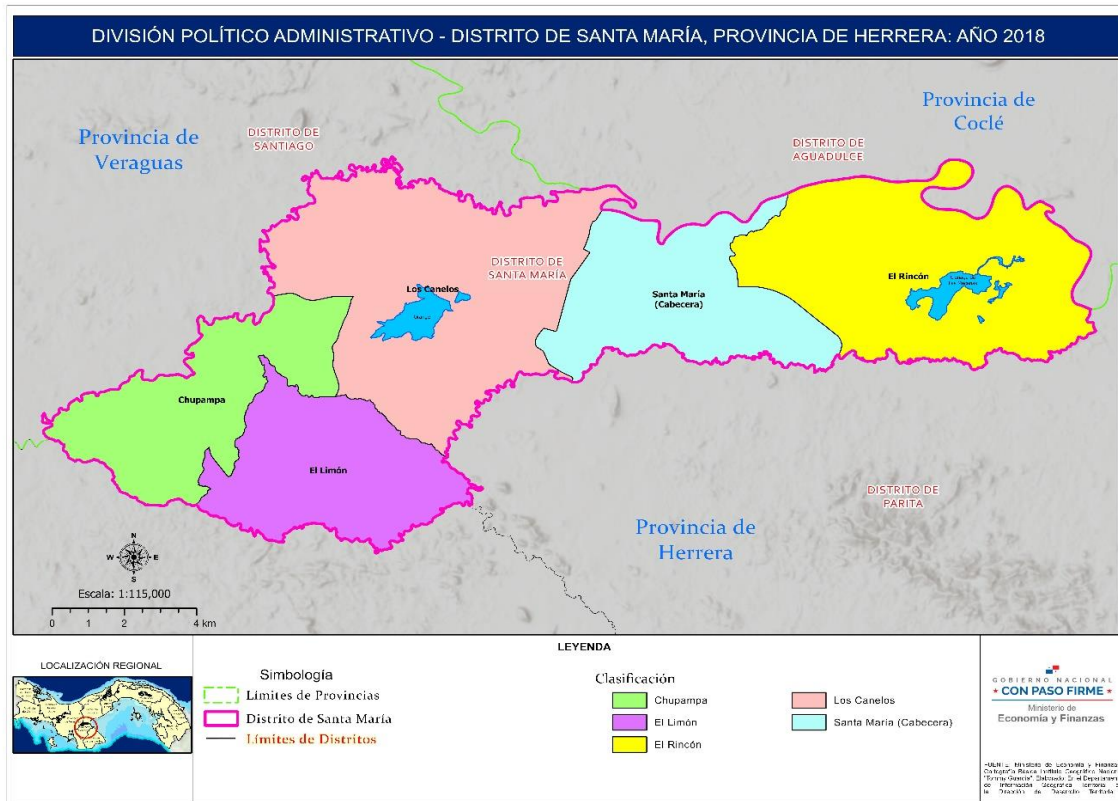 DIVISIÓN POLÍTICO ADMINISTRATIVO - DISTRITO DE SANTA MARÍA, PROVINCIA DE HERRERA: AÑO 2018
Provincia de
Veraguas
DISTRITO DE
SANTIAGO
Provincia de
Coclé
DISTRITO DE
AGUADULCE
DISTRITO DE
SANTA MARÍA
Los Canelos
El Rincón
Santa María
(Cabecera)
Chupampa
El Limón
DISTRITO DE
PARITA
Provincia de
Herrera
N
W
E
S
Escala: 1:115,000
0 1 2 4 km
LEYENDA
LOCALIZACIÓN REGIONAL
Simbología
Límites de Provincias
Distrito de Santa María
Límites de Distritos
Clasificación
Chupampa
El Limón
El Rincón
Los Canelos
Santa María (Cabecera)
GOBIERNO NACIONAL
CON PASO FIRME
Ministerio de
Economía y Finanzas